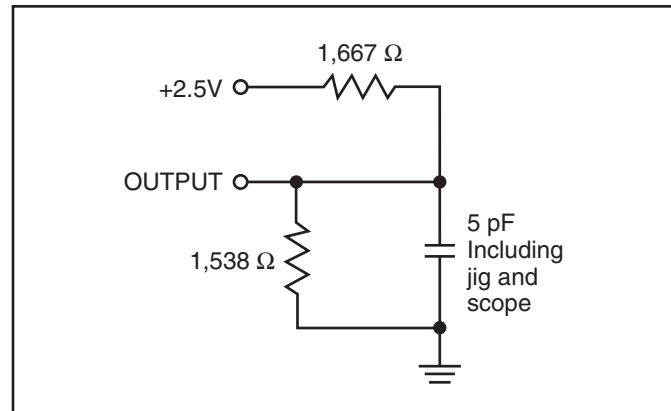 1,667 Ω
+2.5V
OUTPUT
1,538 Ω
5 pF
Including
jig and
scope